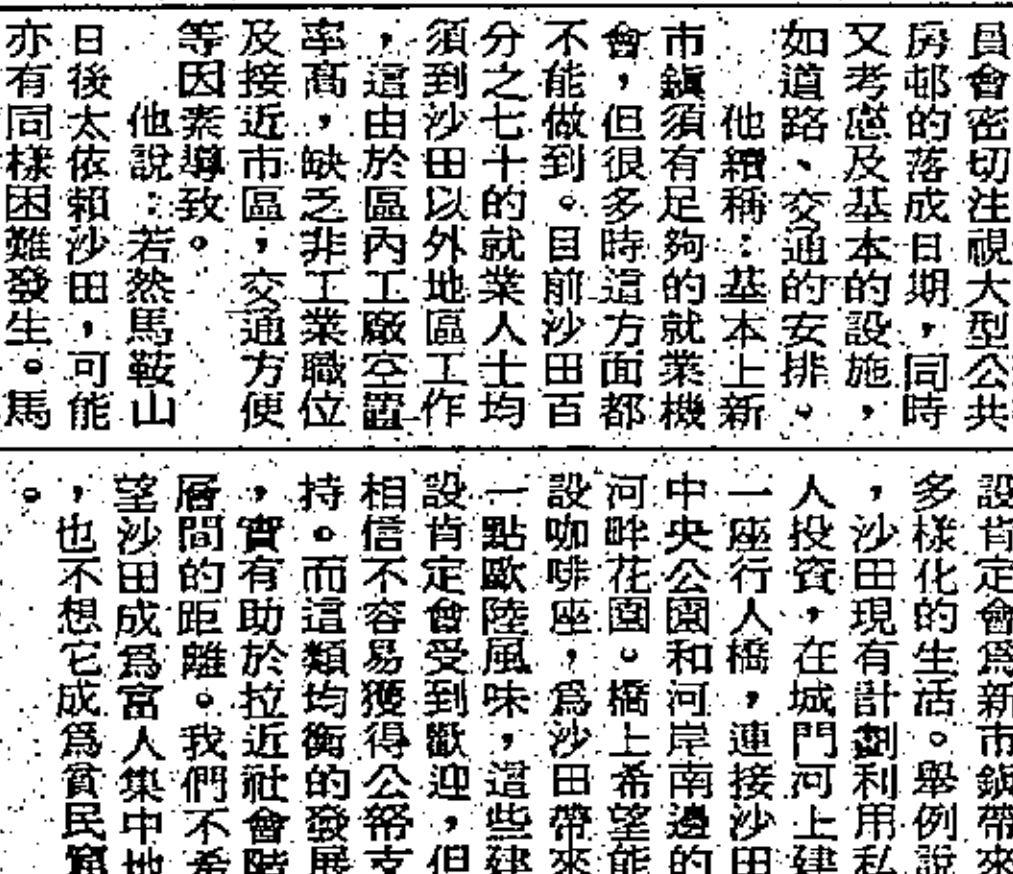 員會密切注視大型公共
房邨的落成日期，同時
又考慮及基本的設施，
如道路、交通的安排。
他續稱：基本上新
市鎭須有足夠的就業機
會，但很多時這方面都
不能做到。目前沙田百
分之七十的就業人士均
須到沙田以外地區工作
，這由於區內工廠空置
率高，缺乏非工業職位
及接近市區，交通方便
等因素導致。
他說：若然馬鞍山
日後太依賴沙田，可能
亦有同樣困難發生。馬
設肯定會爲新市鎭帶來
多樣化的生活。舉例說
，沙田現有計劃利用私
人投資，在城門河上建
一座行人橋，連接沙田
中央公園和河岸南邊的
河畔花園。橋上希望能
設咖啡座，爲沙田帶來
一點歐陸風味，這些建
設肯定會受到歡迎，但
相信不容易獲得公帑支
持。而這類均衡的發展
，實有助於拉近社會階
層間的距離。我們不希
望沙田成爲富人集中地
，也不想它成爲貧民窟
。